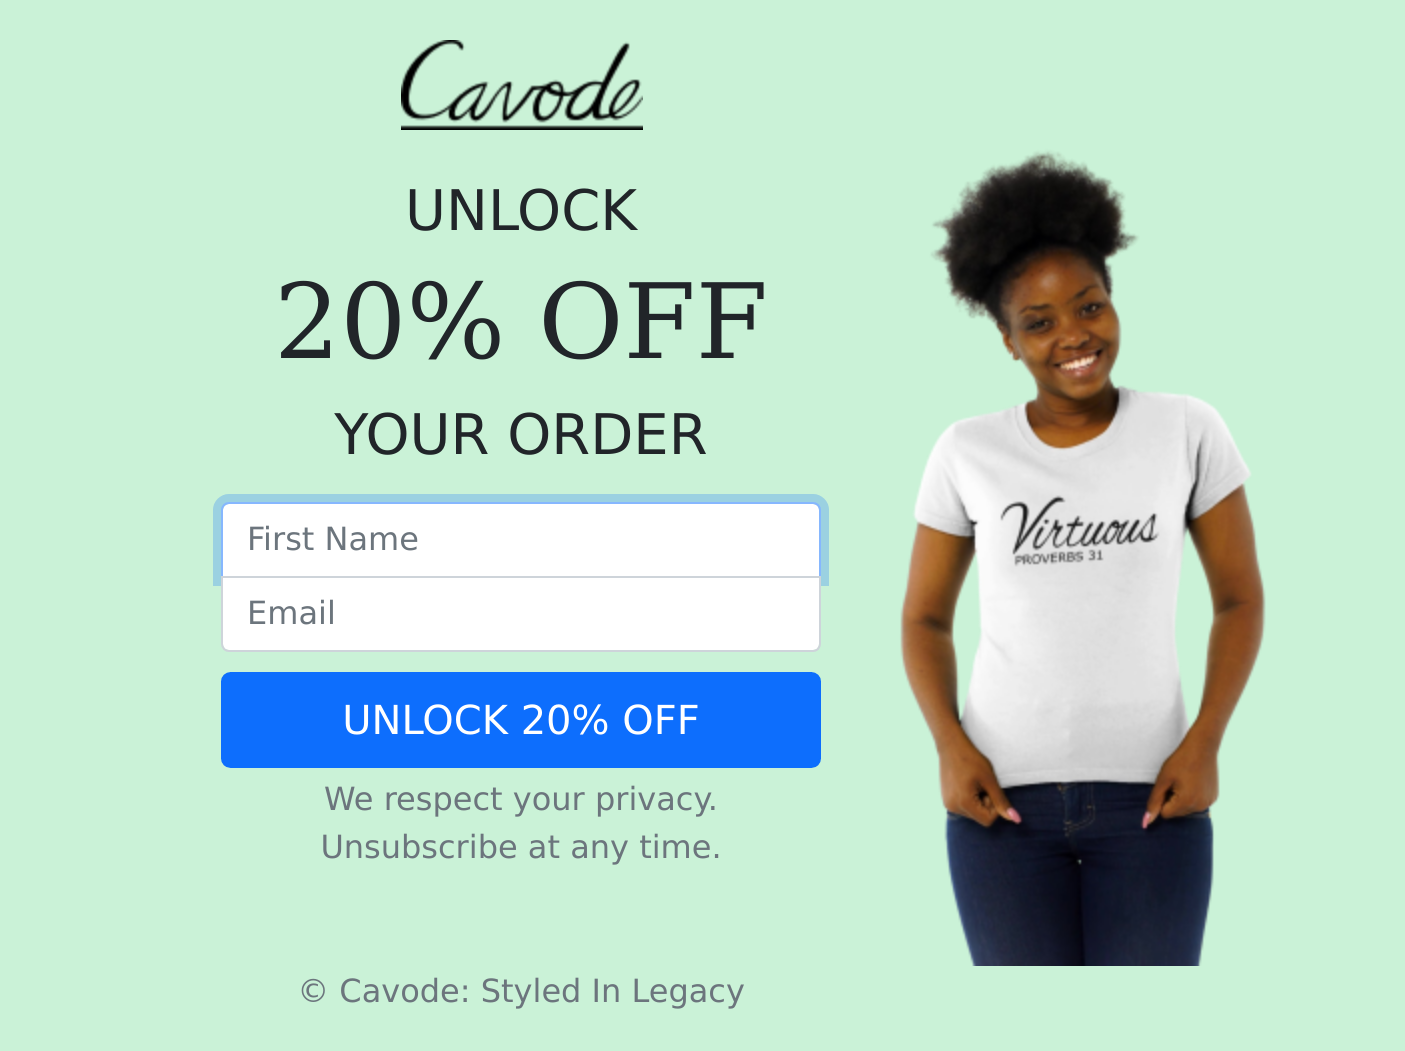 Cavode
UNLOCK
20% OFF
YOUR ORDER
First Name
Email
UNLOCK 20% OFF
We respect your privacy.
Unsubscribe at any time.
© Cavode: Styled In Legacy
Virtuous
PROVERBS 31